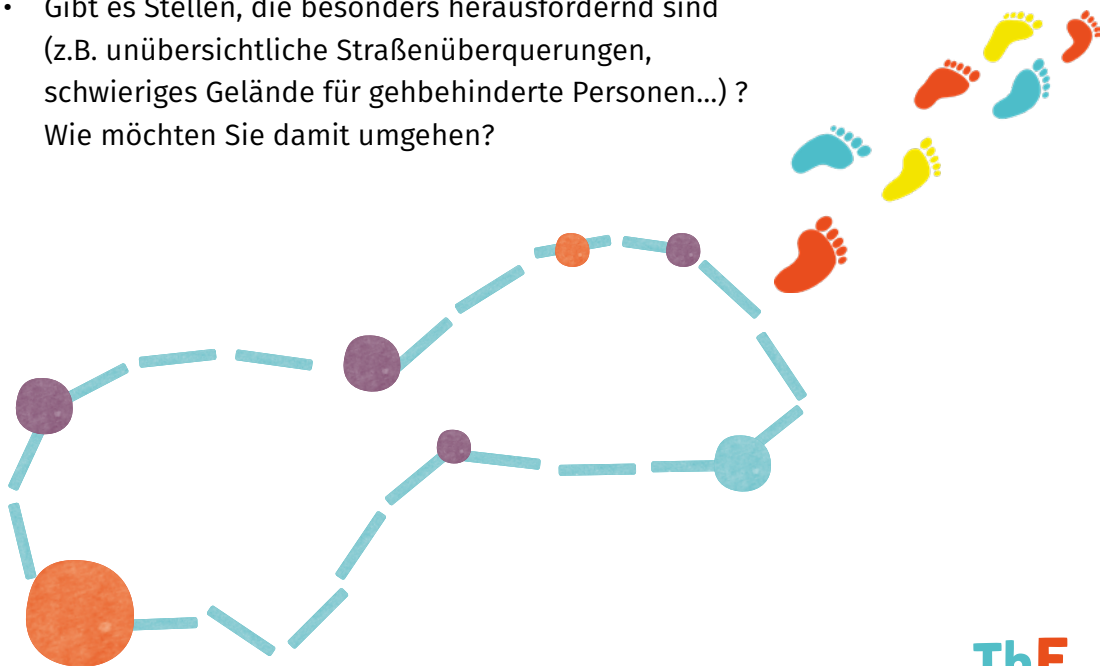 • Gibt es Stellen, die besonders herausfordernd sind
(z.B. unübersichtliche Straßenüberquerungen,
schwieriges Gelände für gehbehinderte Personen…) ?
Wie möchten Sie damit umgehen?
ThE